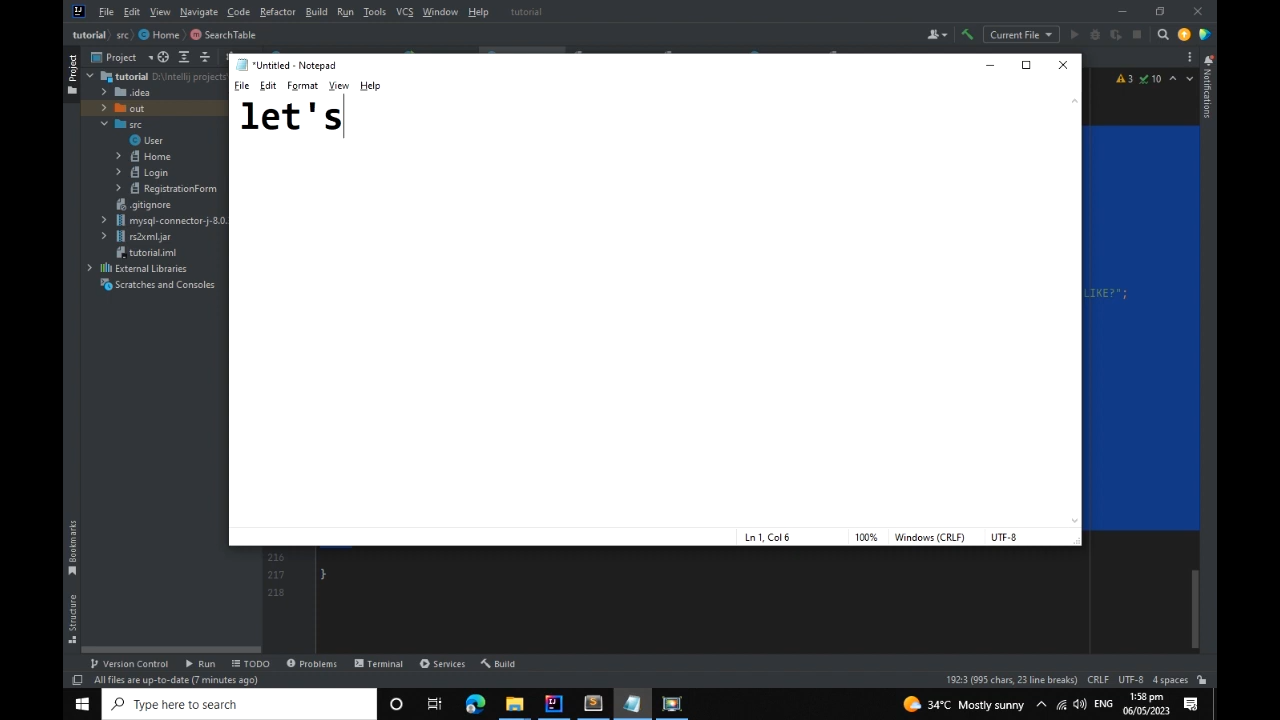 File Edit View Navigate Code Refactor Build Run Tools VCS Window Help tutorial
tutorial src Home SearchTable Current File
Project
tutorial D:\Intellij projects
.idea
out
src
User
Home
Login
RegistrationForm
.gitignore
mysql-connector-j-8.0.
rs2xml.jar
tutorial.iml
External Libraries
Scratches and Consoles
Project
Bookmarks
Structure
*Untitled - Notepad
File Edit Format View Help
let's
Ln 1, Col 6 100% Windows (CRLF) UTF-8
3 10
Notifications
LIKE?";
216
217 }
218
Version Control Run TODO Problems Terminal Services Build
All files are up-to-date (7 minutes ago) 192:3 (995 chars, 23 line breaks) CRLF UTF-8 4 spaces
Type here to search
34°C Mostly sunny ENG 1:58 pm
06/05/2023